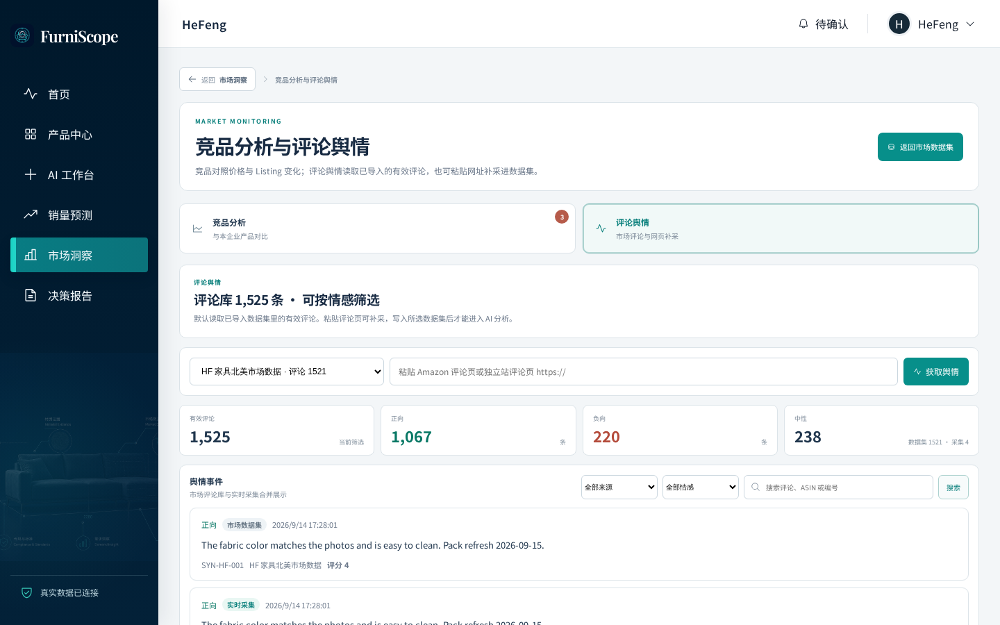 FurniScope
首页
产品中心
AI 工作台
销量预测
市场洞察
决策报告
真实数据已连接
HeFeng
待确认
H
HeFeng
返回 市场洞察
竞品分析与评论舆情
MARKET MONITORING
竞品分析与评论舆情
竞品对照价格与 Listing 变化；评论舆情读取已导入的有效评论，也可粘贴网址补采进数据集。
返回市场数据集
竞品分析
与本企业产品对比
3
评论舆情
市场评论与网页补采
评论舆情
评论库 1,525 条 · 可按情感筛选
默认读取已导入数据集里的有效评论。粘贴评论页可补采，写入所选数据集后才能进入 AI 分析。
HF 家具北美市场数据 · 评论 1521
粘贴 Amazon 评论页或独立站评论页 https://
获取舆情
有效评论
1,525
当前筛选
正向
1,067
条
负向
220
条
中性
238
数据集 1521 · 采集 4
舆情事件
市场评论库与实时采集合并展示
全部来源
全部情感
搜索评论、ASIN 或编号
搜索
正向 市场数据集 2026/9/14 17:28:01
The fabric color matches the photos and is easy to clean. Pack refresh 2026-09-15.
SYN-HF-001 HF 家具北美市场数据 评分 4
正向 实时采集 2026/9/14 17:28:01
The fabric color matches the photos and is easy to clean. Pack refresh 2026-09-15.